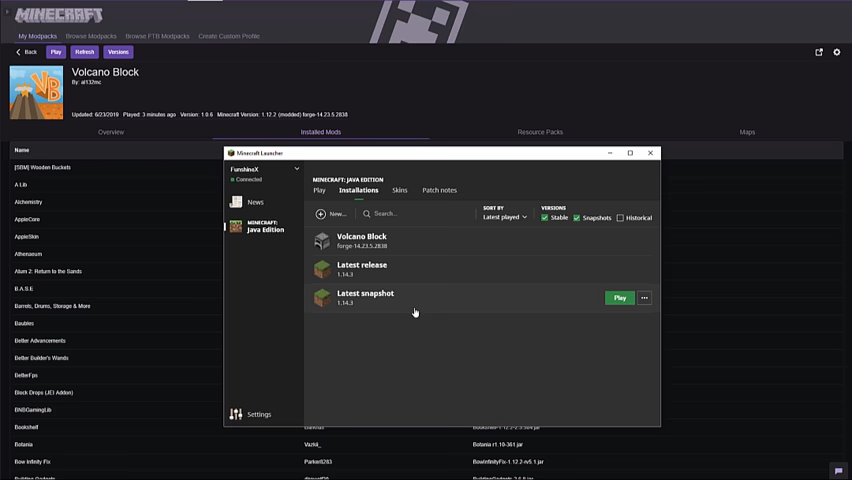 MINECRAFT
My Modpacks Browse Modpacks Browse FTB Modpacks Create Custom Profile
Back Play Refresh Versions
VB
Volcano Block
By: al132mc
Updated: 6/23/2019 Played: 3 minutes ago Version: 1.0.6 Minecraft Version: 1.12.2 (modded) forge-14.23.5.2838
Overview Installed Mods Resource Packs Maps
Name
[SBM] Wooden Buckets
A Lib
Alchemistry
AppleCore
AppleSkin
Athenaeum
Atum 2: Return to the Sands
B.A.S.E
Barrels, Drums, Storage & More
Baubles
Better Advancements
Better Builder's Wands
BetterFps
Block Drops (JEI Addon)
BNBGamingLib
Bookshelf
Botania Vazkii_ Botania r1.10-361.jar
Bow Infinity Fix Parker8283 BowInfinityFix-1.12.2-rv5.1.jar
Minecraft Launcher
FunshineX
Connected
News
MINECRAFT:
Java Edition
Settings
MINECRAFT: JAVA EDITION
Play Installations Skins Patch notes
New... Search...
SORT BY
Latest played
VERSIONS
Stable Snapshots Historical
Volcano Block
forge-14.23.5.2838
Latest release
1.14.3
Latest snapshot
1.14.3
Play